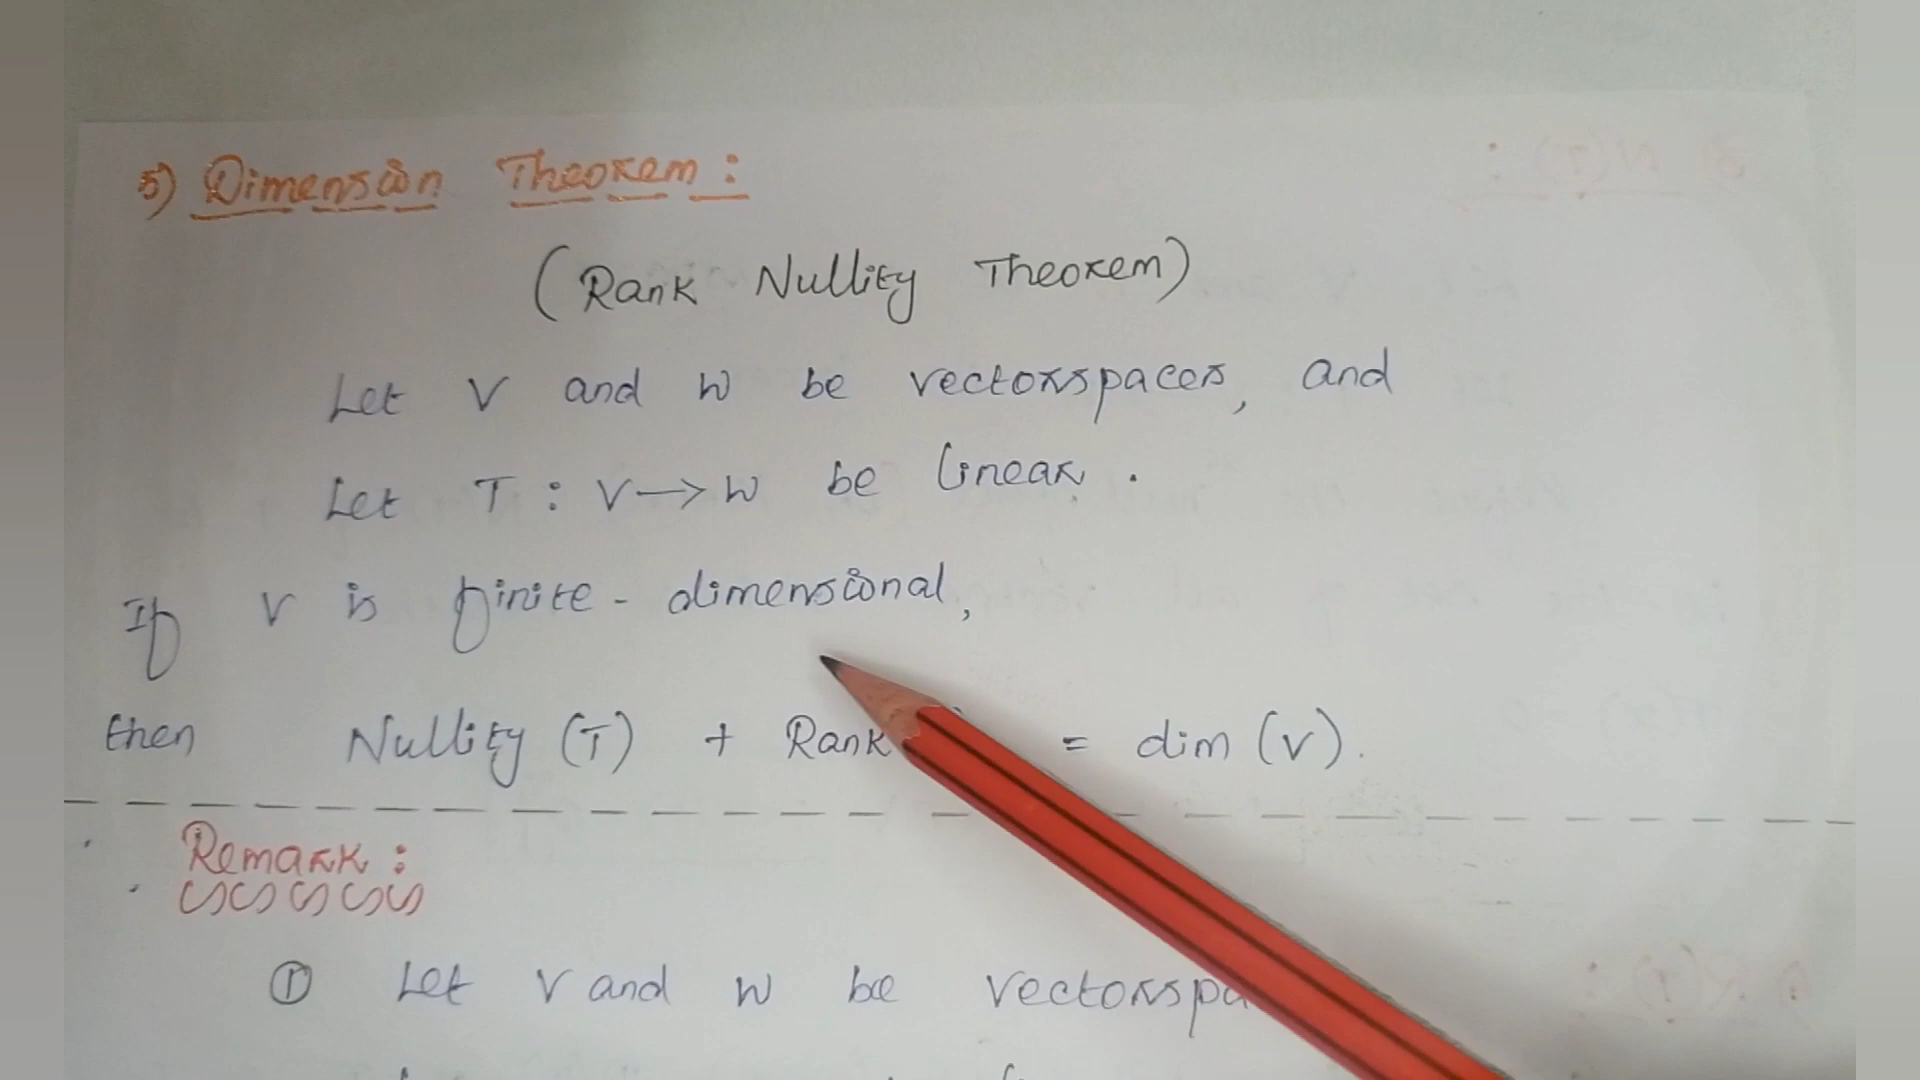 5) Dimension Theorem:
(Rank Nullity Theorem)
Let V and W be vectorspaces, and
Let T : V → W be linear.
If V is finite-dimensional,
then Nullity (T) + Rank = dim (V).
Remark:
① Let V and W be vectorspa